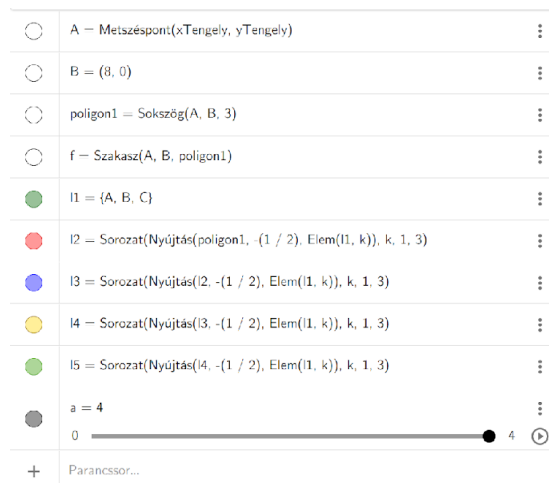 A = Metszéspont(xTengely, yTengely)
B = (8, 0)
poligon1 = Sokszög(A, B, 3)
f = Szakasz(A, B, poligon1)
l1 = {A, B, C}
l2 = Sorozat(Nyújtás(poligon1, -(1 / 2), Elem(l1, k)), k, 1, 3)
l3 = Sorozat(Nyújtás(l2, -(1 / 2), Elem(l1, k)), k, 1, 3)
l4 = Sorozat(Nyújtás(l3, -(1 / 2), Elem(l1, k)), k, 1, 3)
l5 = Sorozat(Nyújtás(l4, -(1 / 2), Elem(l1, k)), k, 1, 3)
a = 4
0 4
Parancssor...